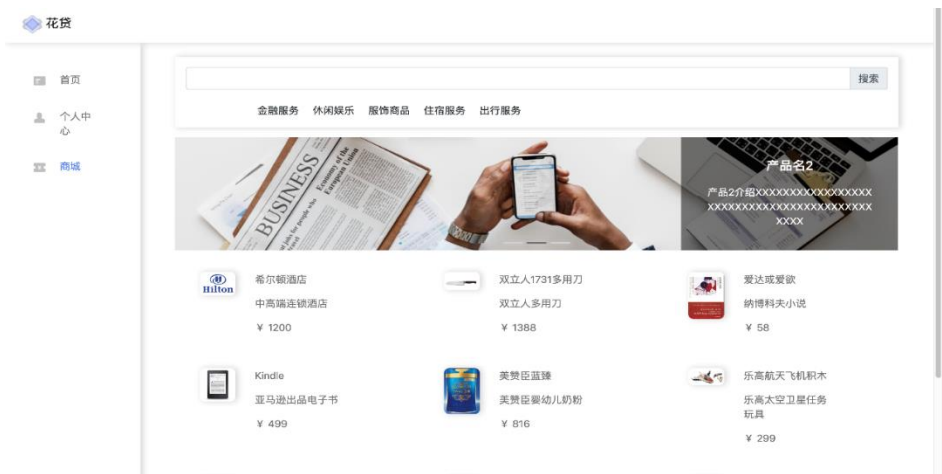 花贷
首页
个人中
心
商城
搜索
金融服务 休闲娱乐 服饰商品 住宿服务 出行服务
BUSINESS
Economy of the
European Union
产品名2
产品2介绍XXXXXXXXXXXXXXXXX
XXXXXXXXXXXXXXXXXXXXXXXX
XXXX
Hilton
希尔顿酒店
中高端连锁酒店
¥ 1200
双立人1731多用刀
双立人多用刀
¥ 1388
爱达或爱欲
纳博科夫小说
¥ 58
Kindle
亚马逊出品电子书
¥ 499
美赞臣蓝臻
美赞臣婴幼儿奶粉
¥ 816
乐高航天飞机积木
乐高太空卫星任务
玩具
¥ 299